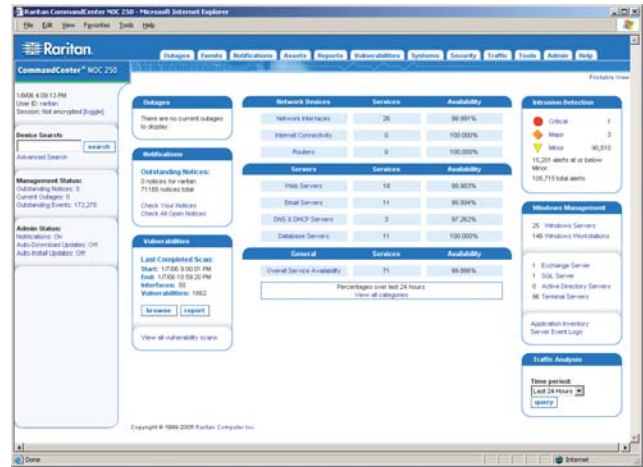 Raritan CommandCenter NOC 250 - Microsoft Internet Explorer
File Edit View Favorites Tools Help
Raritan.
Outages Events Notifications Assets Reports Vulnerabilities Systems Security Traffic Tools Admin Help
CommandCenter® NOC 250
Printable View
1/9/06 4:09:13 PM
User ID: raritan
Session: Not encrypted [toggle]
Device Search:
search
Advanced Search
Management Status:
Outstanding Notices: 0
Current Outages: 0
Outstanding Events: 172,278
Admin Status:
Notifications: On
Auto-Download Updates: Off
Auto-Install Updates: Off
Outages
There are no current outages to display.
Notifications
Outstanding Notices:
0 notices for raritan
71188 notices total
Check Your Notices
Check All Open Notices
Vulnerabilities
Last Completed Scan:
Start: 1/7/06 9:00:01 PM
End: 1/7/06 10:59:20 PM
Interfaces: 50
Vulnerabilities: 1662
browse report
View all vulnerability scans
Network Devices Services Availability
Network Interfaces 26 99.991%
Internet Connectivity 0 100.000%
Routers 0 100.000%
Servers Services Availability
Web Servers 18 99.983%
Email Servers 11 99.994%
DNS & DHCP Servers 3 97.262%
Database Servers 11 100.000%
General Services Availability
Overall Service Availability 71 99.886%
Percentages over last 24 hours
View all categories
Intrusion Detection
Critical 1
Major 3
Minor 90,510
15,201 alerts at or below Minor
105,715 total alerts
Windows Management
25 Windows Servers
146 Windows Workstations
1 Exchange Server
1 SQL Server
0 Active Directory Servers
96 Terminal Servers
Application Inventory
Server Event Logs
Traffic Analysis
Time period:
Last 24 Hours
query
Copyright © 1999-2005 Raritan Computer Inc.
Done
Internet